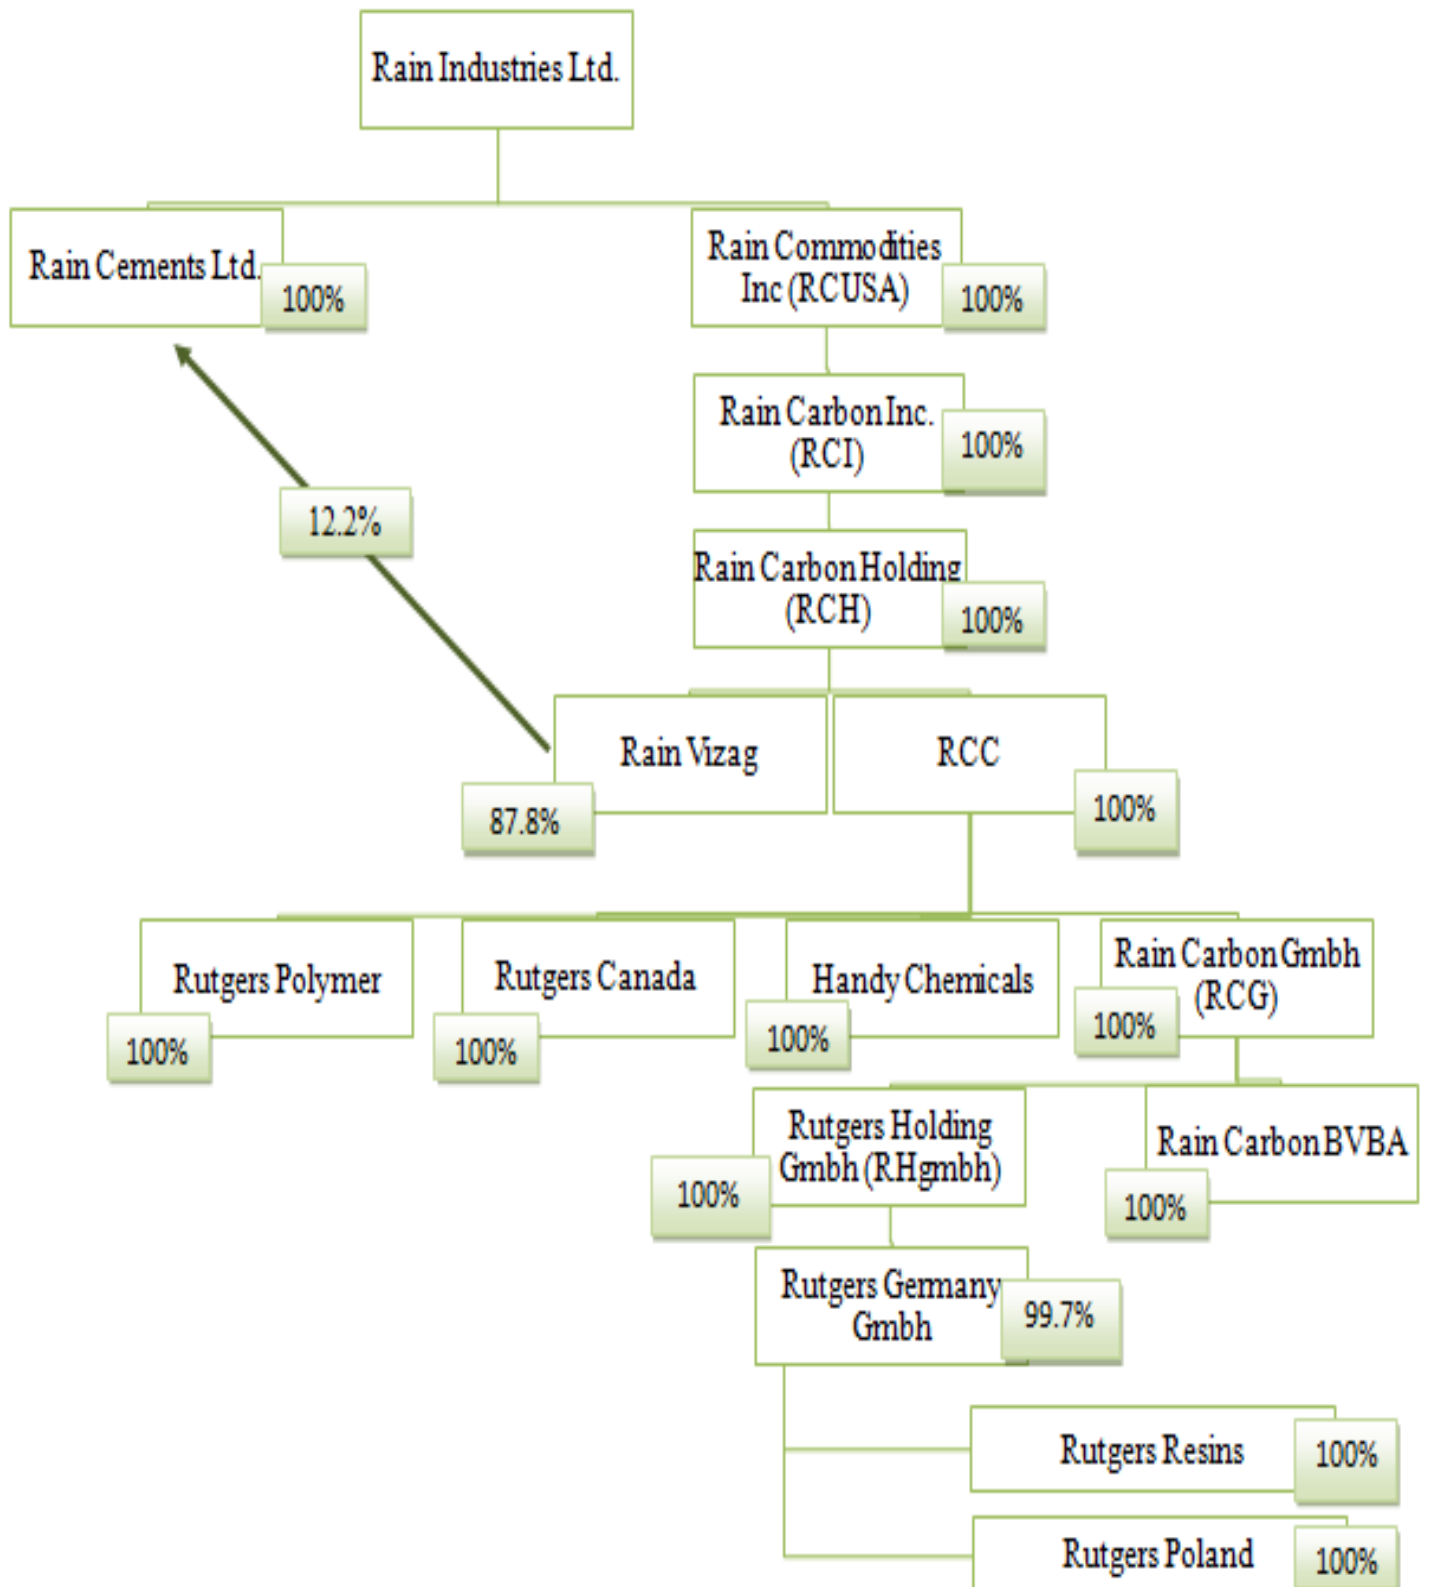 Rain Industries Ltd.
Rain Cements Ltd.
100%
Rain Commodities
Inc (RCUSA)
100%
Rain Carbon Inc.
(RCI)
100%
12.2%
Rain Carbon Holding
(RCH)
100%
Rain Vizag
87.8%
RCC
100%
Rutgers Polymer
100%
Rutgers Canada
100%
Handy Chemicals
100%
Rain Carbon Gmbh
(RCG)
100%
Rutgers Holding
Gmbh (RHgmbh)
100%
Rain Carbon BVBA
100%
Rutgers Germany
Gmbh
99.7%
Rutgers Resins
100%
Rutgers Poland
100%